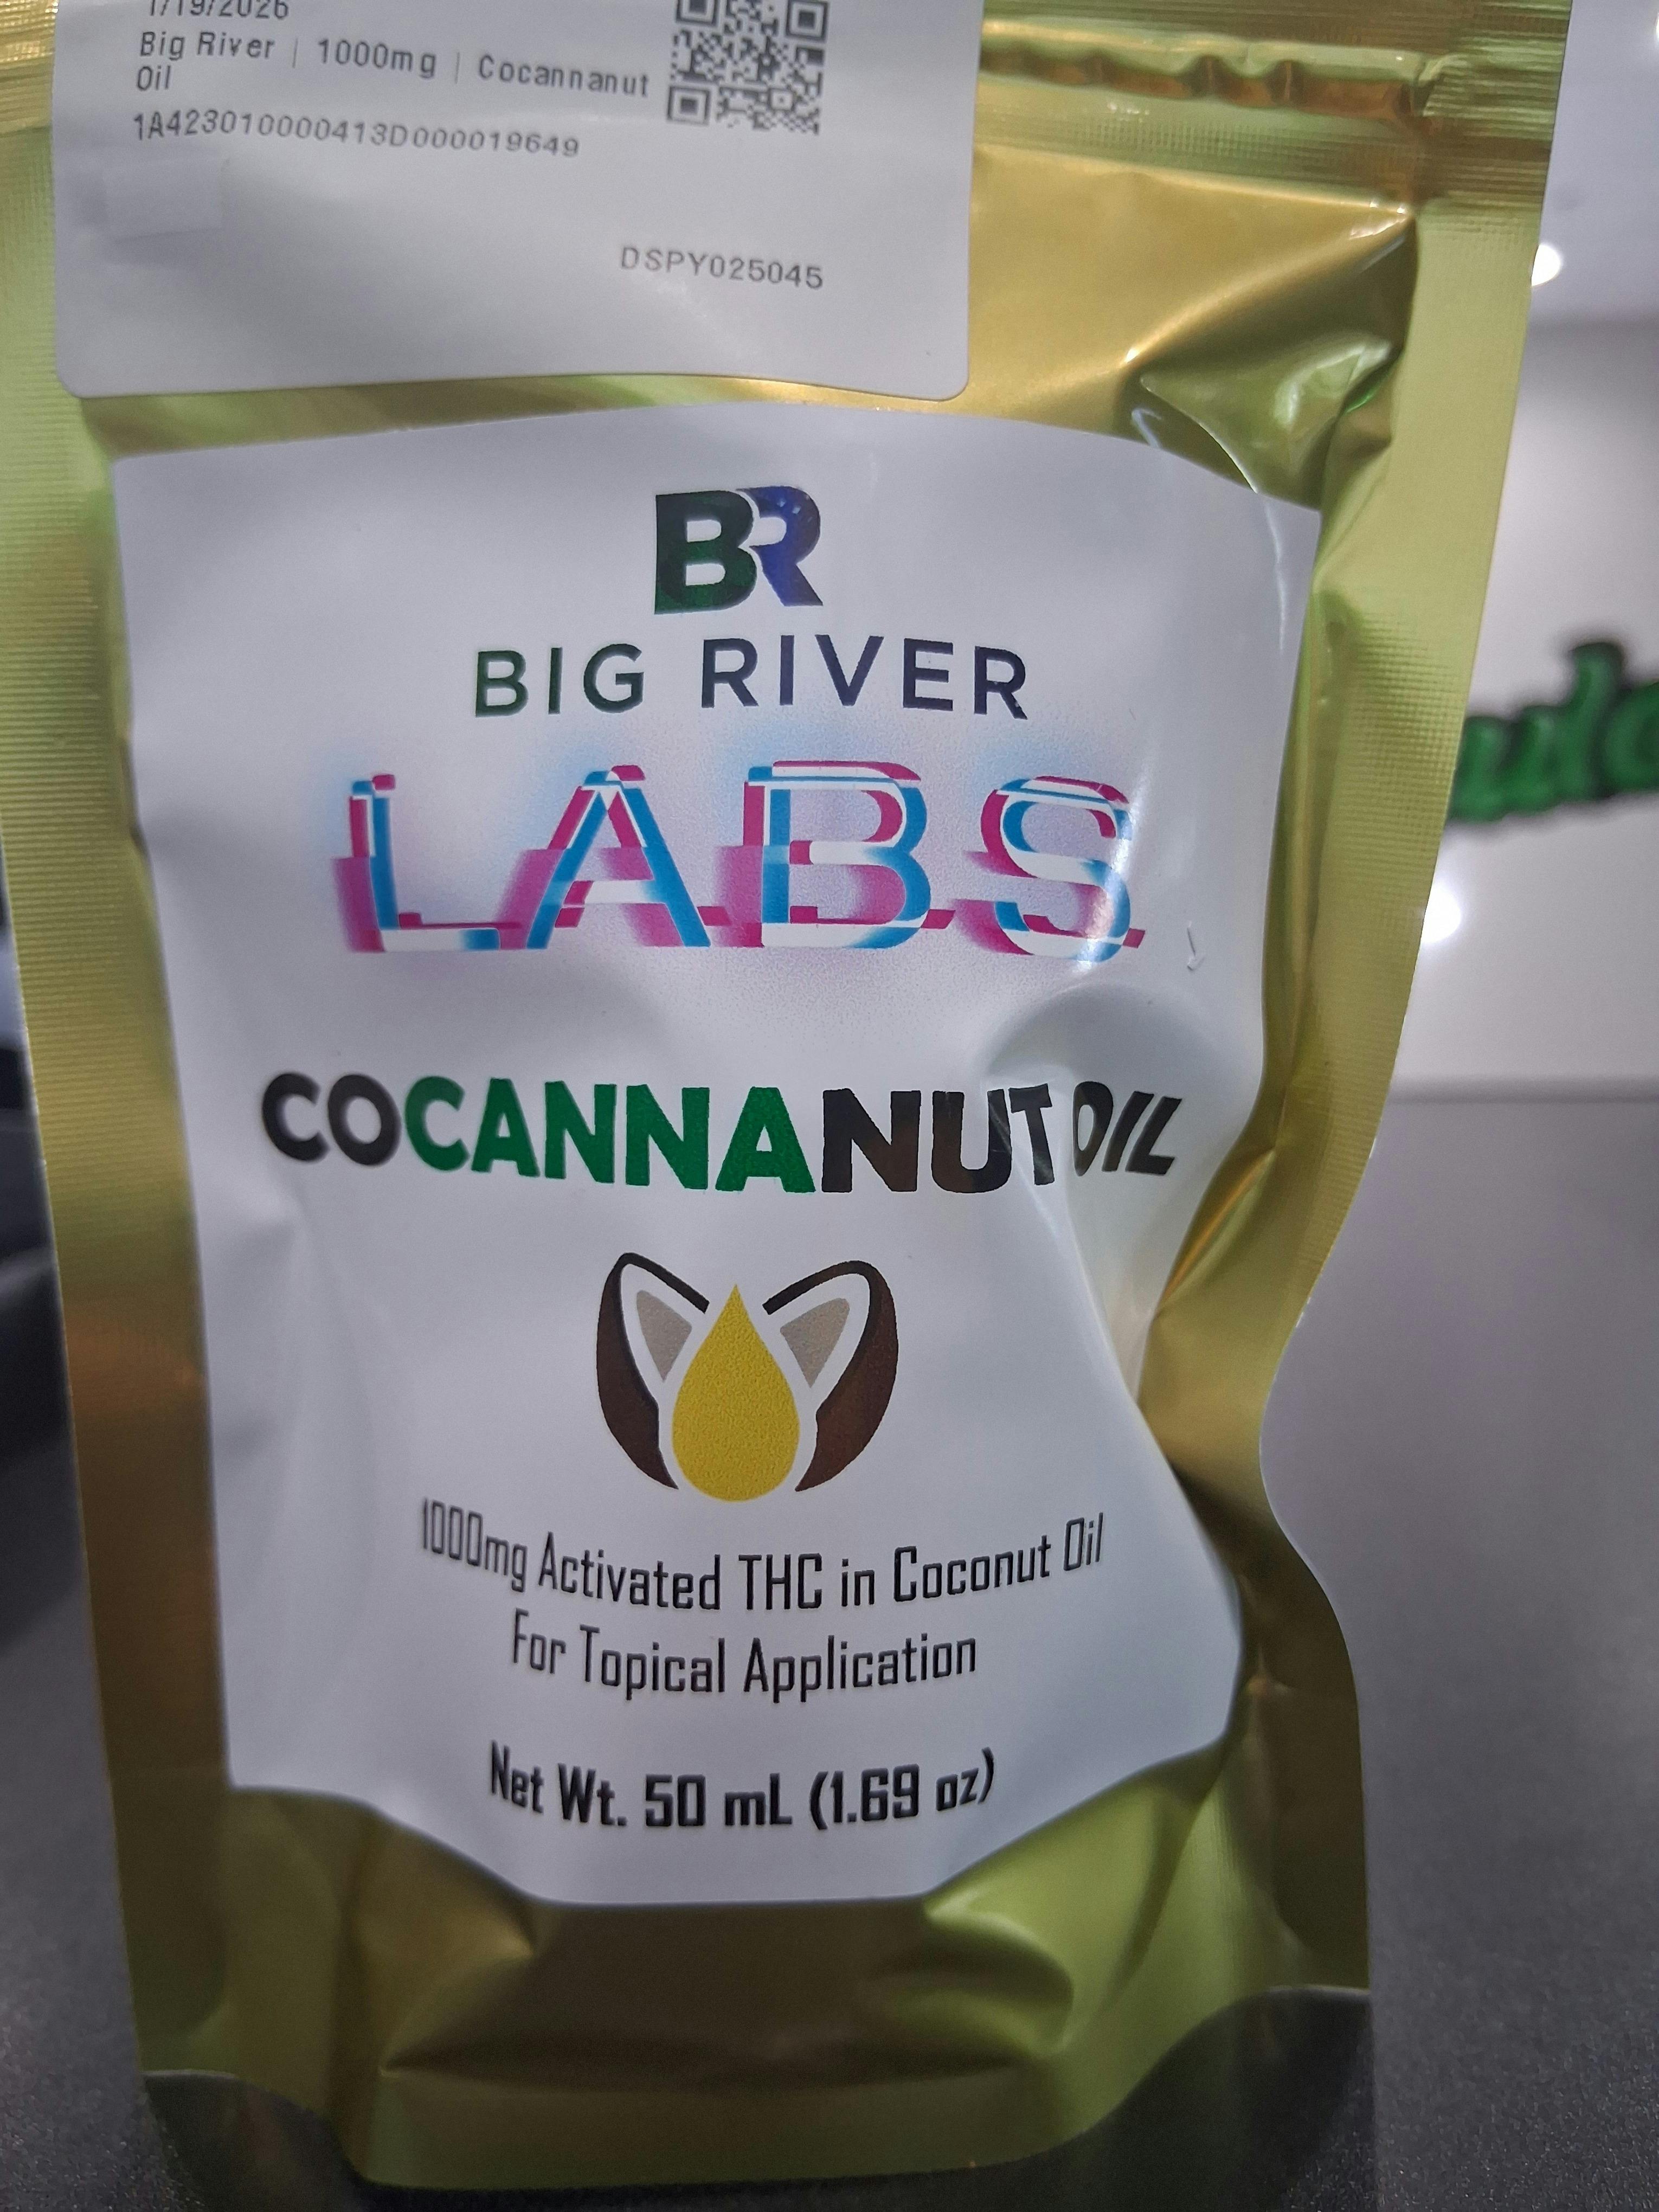 1/19/2026
Big River | 1000mg | Cocannanut
Oil
1A423010000413D000019649
DSPY025045
BR
BIG RIVER
LABS
COCANNANUT OIL
1000mg Activated THC in Coconut Oil
For Topical Application
Net Wt. 50 mL (1.69 oz)